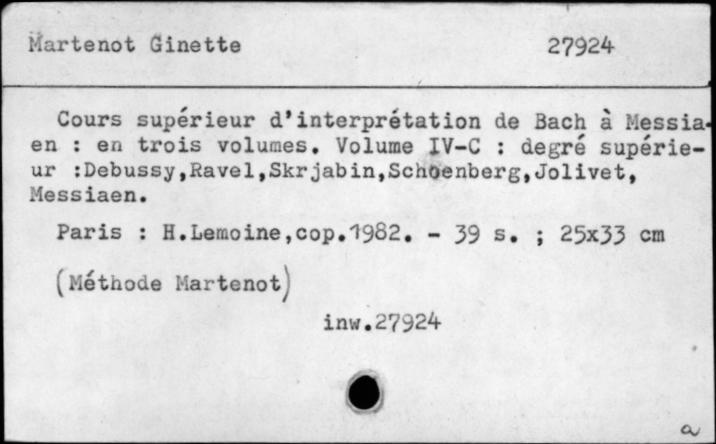 Martenot Ginette 27924
Cours supérieur d'interprétation de Bach à Messia-
en : en trois volumes. Volume IV-C : degré supérie-
ur :Debussy,Ravel,Skrjabin,Schoenberg,Jolivet,
Messiaen.
Paris : H.Lemoine,cop.1982. - 39 s. ; 25x33 cm
(Méthode Martenot)
inw.27924
a